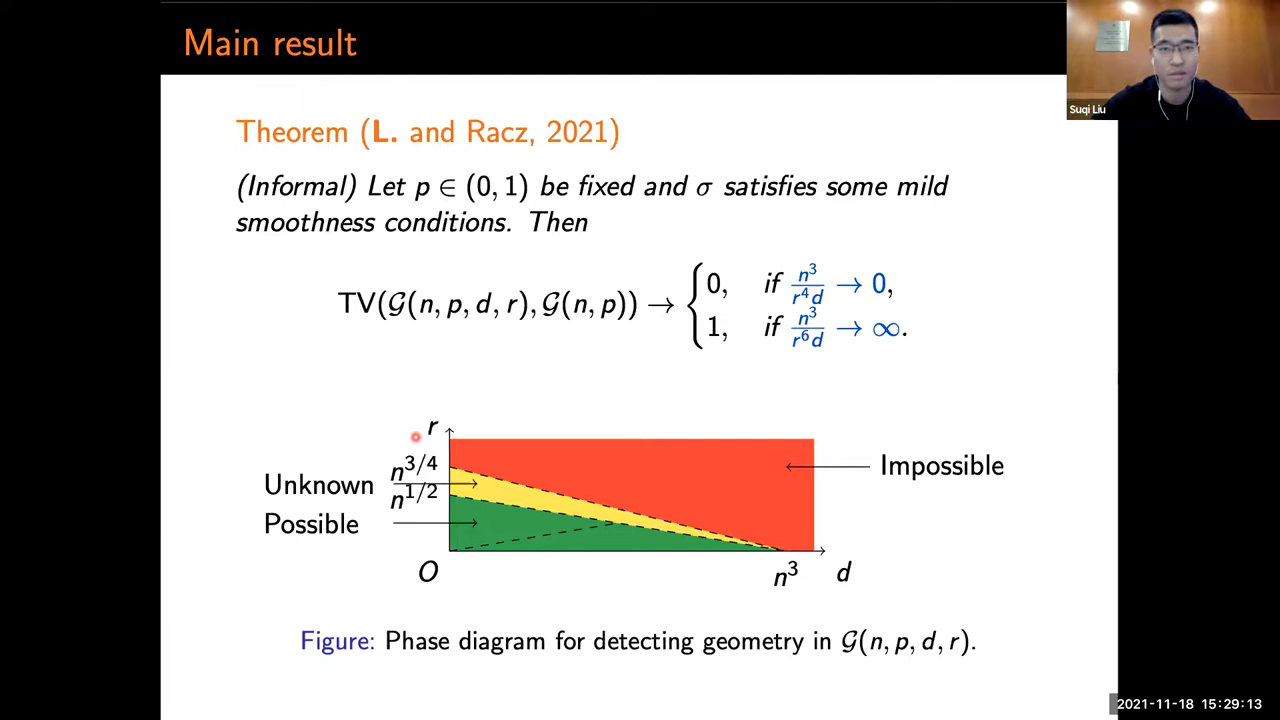 Main result
Suqi Liu
Theorem (L. and Racz, 2021)
(Informal) Let p ∈ (0, 1) be fixed and σ satisfies some mild
smoothness conditions. Then
TV(𝒢(n, p, d, r), 𝒢(n, p)) → { 0, if n³/(r⁴d) → 0,
1, if n³/(r⁶d) → ∞.
r
n^{3/4}
Impossible
Unknown
n^{1/2}
Possible
O
n³
d
Figure: Phase diagram for detecting geometry in 𝒢(n, p, d, r).
2021-11-18 15:29:13